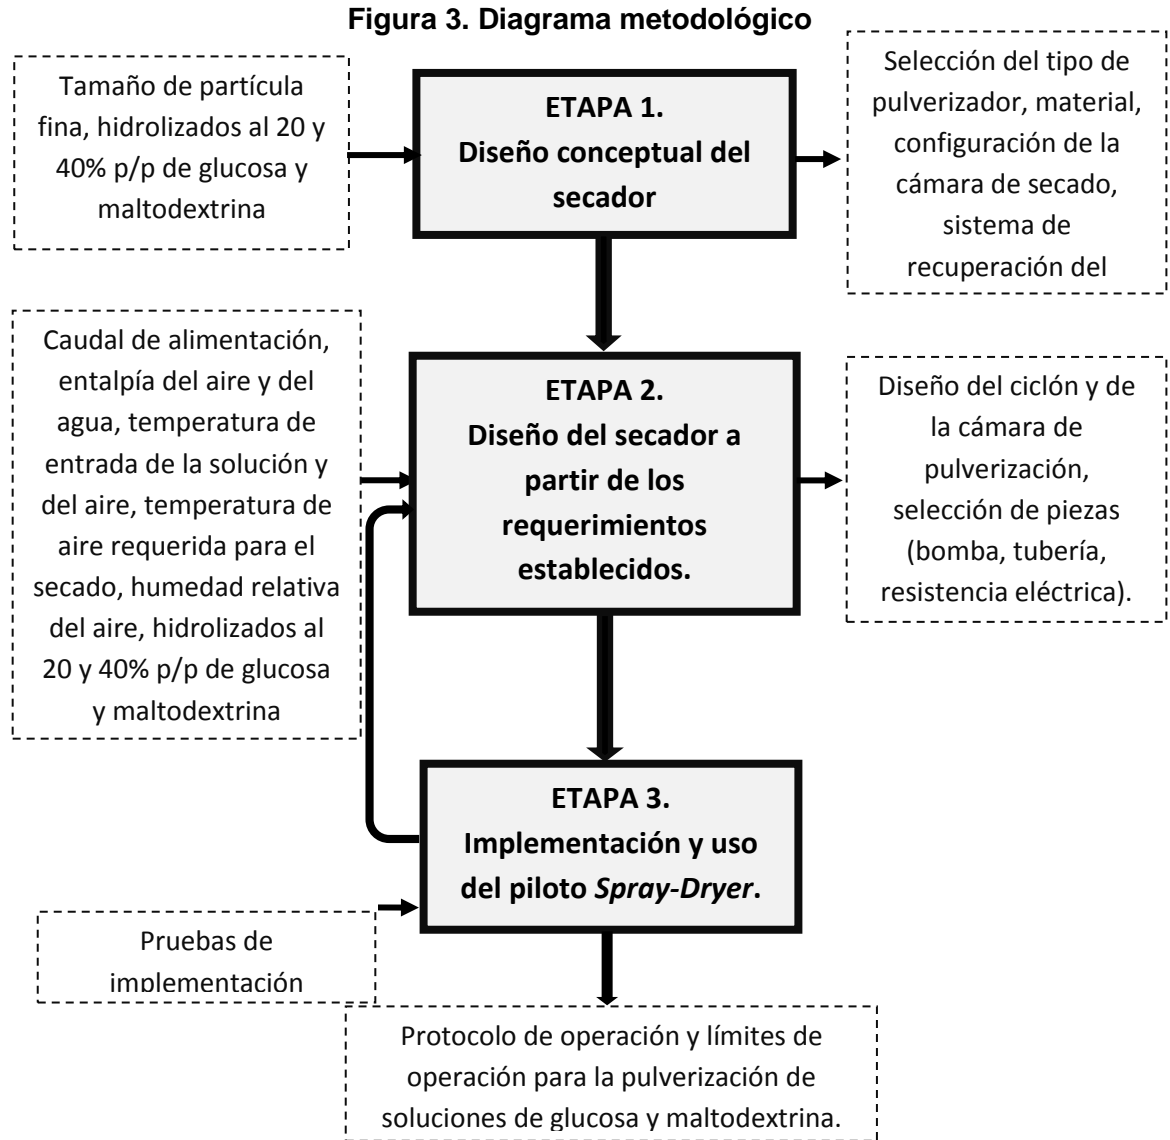 Figura 3. Diagrama metodológico
Tamaño de partícula
fina, hidrolizados al 20 y
40% p/p de glucosa y
maltodextrina
ETAPA 1.
Diseño conceptual del
secador
Selección del tipo de
pulverizador, material,
configuración de la
cámara de secado,
sistema de
recuperación del
Caudal de alimentación,
entalpía del aire y del
agua, temperatura de
entrada de la solución y
del aire, temperatura de
aire requerida para el
secado, humedad relativa
del aire, hidrolizados al
20 y 40% p/p de glucosa
y maltodextrina
ETAPA 2.
Diseño del secador a
partir de los
requerimientos
establecidos.
Diseño del ciclón y de
la cámara de
pulverización,
selección de piezas
(bomba, tubería,
resistencia eléctrica).
ETAPA 3.
Implementación y uso
del piloto Spray-Dryer.
Pruebas de
implementación
Protocolo de operación y límites de
operación para la pulverización de
soluciones de glucosa y maltodextrina.